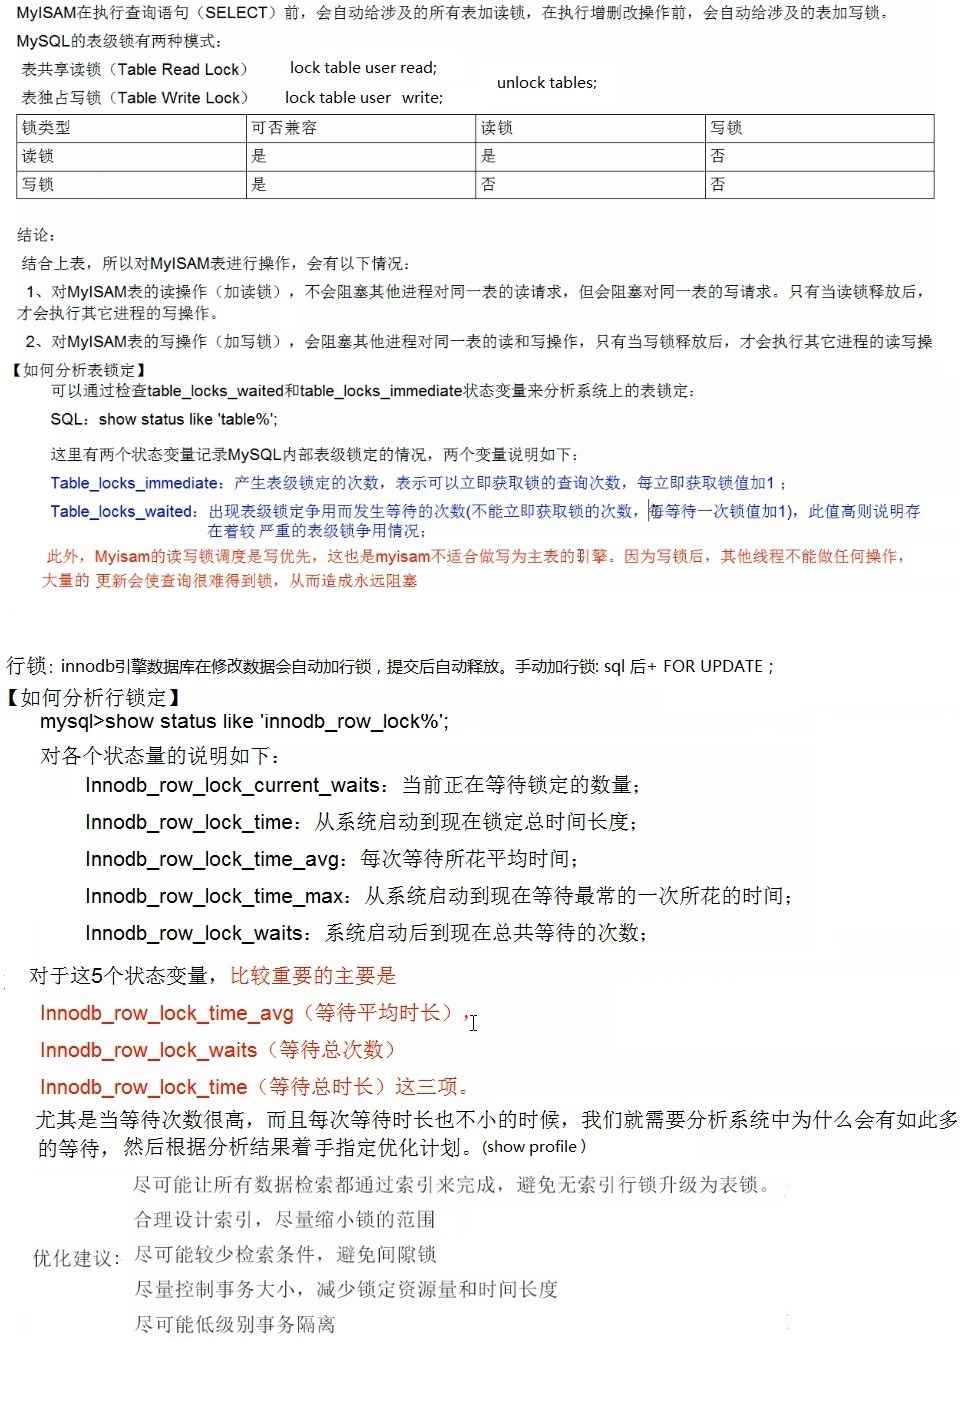 MyISAM在执行查询语句（SELECT）前，会自动给涉及的所有表加读锁，在执行增删改操作前，会自动给涉及的表加写锁。
MySQL的表级锁有两种模式：
表共享读锁（Table Read Lock） lock table user read;
unlock tables;
表独占写锁（Table Write Lock） lock table user write;
锁类型 可否兼容 读锁 写锁
读锁 是 是 否
写锁 是 否 否
结论：
结合上表，所以对MyISAM表进行操作，会有以下情况：
1、对MyISAM表的读操作（加读锁），不会阻塞其他进程对同一表的读请求，但会阻塞对同一表的写请求。只有当读锁释放后，
才会执行其它进程的写操作。
2、对MyISAM表的写操作（加写锁），会阻塞其他进程对同一表的读和写操作，只有当写锁释放后，才会执行其它进程的读写操
【如何分析表锁定】
可以通过检查table_locks_waited和table_locks_immediate状态变量来分析系统上的表锁定：
SQL：show status like 'table%';
这里有两个状态变量记录MySQL内部表级锁定的情况，两个变量说明如下：
Table_locks_immediate：产生表级锁定的次数，表示可以立即获取锁的查询次数，每立即获取锁值加1 ；
Table_locks_waited：出现表级锁定争用而发生等待的次数(不能立即获取锁的次数，每等待一次锁值加1)，此值高则说明存
在着较 严重的表级锁争用情况；
此外，Myisam的读写锁调度是写优先，这也是myisam不适合做写为主表的引擎。因为写锁后，其他线程不能做任何操作，
大量的 更新会使查询很难得到锁，从而造成永远阻塞
行锁: innodb引擎数据库在修改数据会自动加行锁，提交后自动释放。手动加行锁: sql 后+ FOR UPDATE；
【如何分析行锁定】
mysql>show status like 'innodb_row_lock%';
对各个状态量的说明如下：
Innodb_row_lock_current_waits：当前正在等待锁定的数量；
Innodb_row_lock_time：从系统启动到现在锁定总时间长度；
Innodb_row_lock_time_avg：每次等待所花平均时间；
Innodb_row_lock_time_max：从系统启动到现在等待最常的一次所花的时间；
Innodb_row_lock_waits：系统启动后到现在总共等待的次数；
对于这5个状态变量，比较重要的主要是
Innodb_row_lock_time_avg（等待平均时长），
Innodb_row_lock_waits（等待总次数）
Innodb_row_lock_time（等待总时长）这三项。
尤其是当等待次数很高，而且每次等待时长也不小的时候，我们就需要分析系统中为什么会有如此多
的等待，然后根据分析结果着手指定优化计划。(show profile）
尽可能让所有数据检索都通过索引来完成，避免无索引行锁升级为表锁。
合理设计索引，尽量缩小锁的范围
优化建议： 尽可能较少检索条件，避免间隙锁
尽量控制事务大小，减少锁定资源量和时间长度
尽可能低级别事务隔离